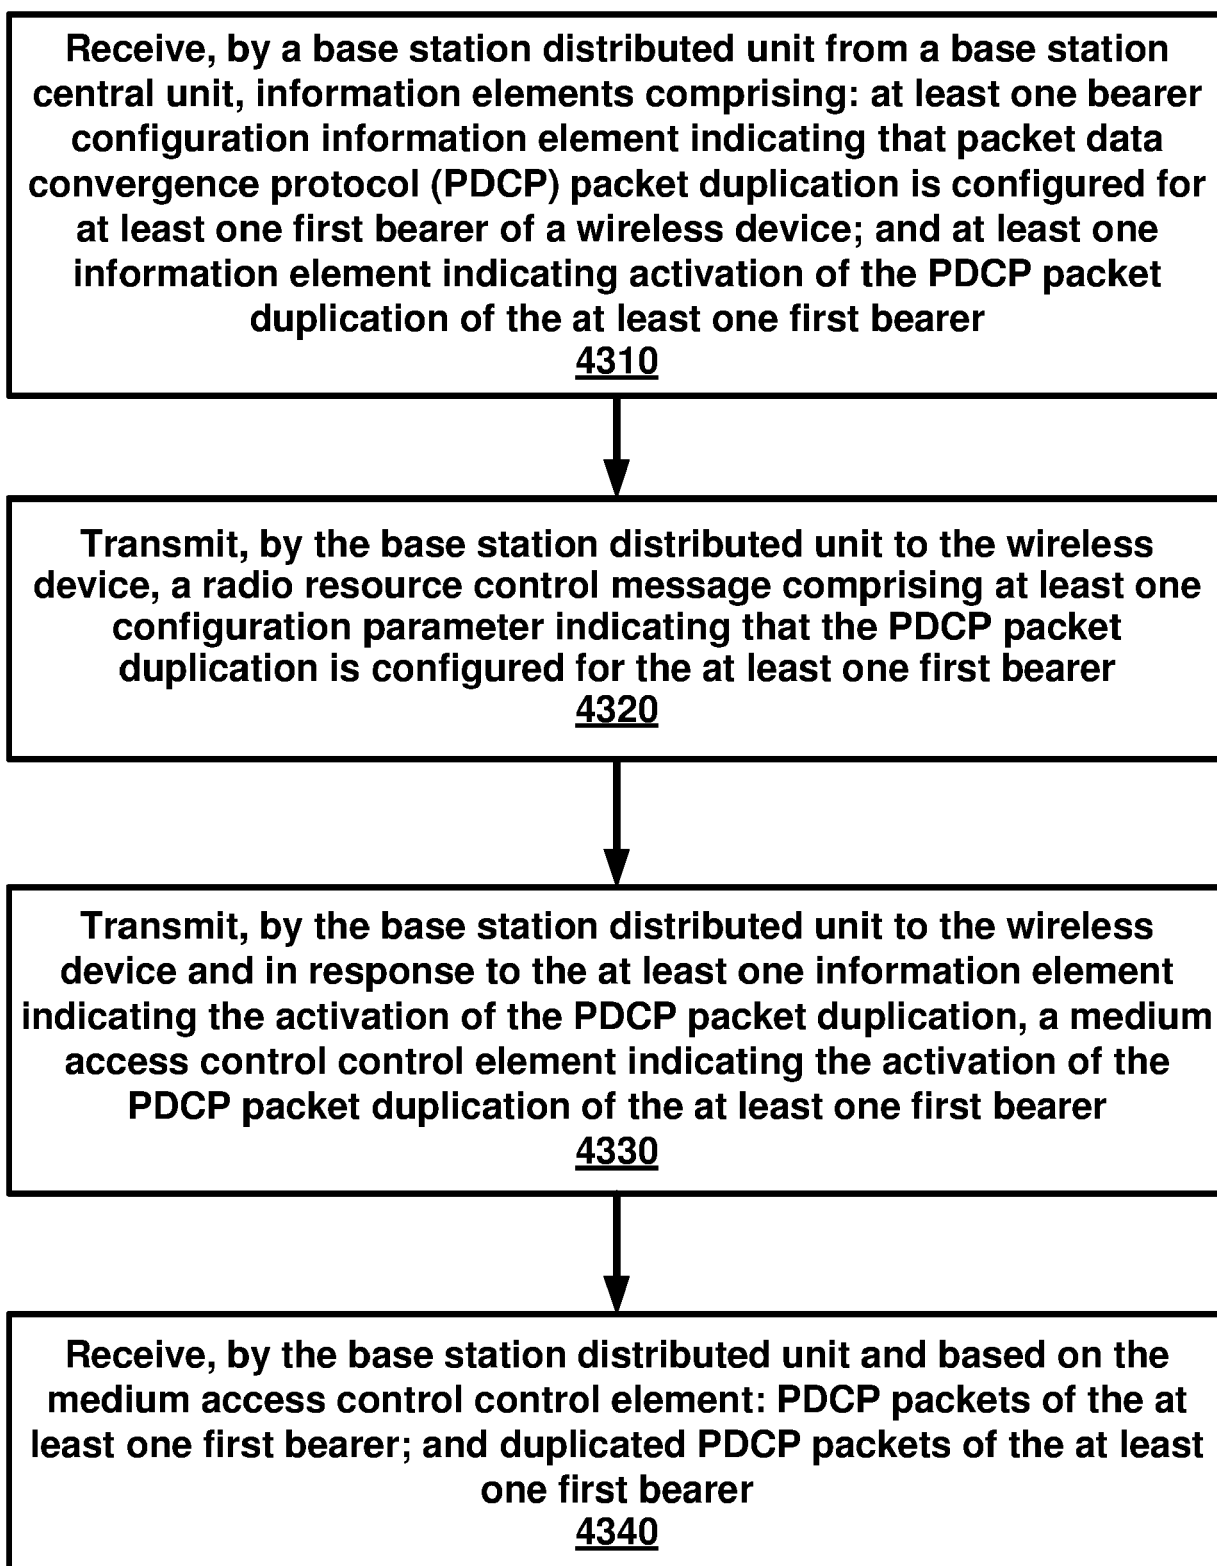 Receive, by a base station distributed unit from a base station
central unit, information elements comprising: at least one bearer
configuration information element indicating that packet data
convergence protocol (PDCP) packet duplication is configured for
at least one first bearer of a wireless device; and at least one
information element indicating activation of the PDCP packet
duplication of the at least one first bearer
4310
Transmit, by the base station distributed unit to the wireless
device, a radio resource control message comprising at least one
configuration parameter indicating that the PDCP packet
duplication is configured for the at least one first bearer
4320
Transmit, by the base station distributed unit to the wireless
device and in response to the at least one information element
indicating the activation of the PDCP packet duplication, a medium
access control control element indicating the activation of the
PDCP packet duplication of the at least one first bearer
4330
Receive, by the base station distributed unit and based on the
medium access control control element: PDCP packets of the at
least one first bearer; and duplicated PDCP packets of the at least
one first bearer
4340